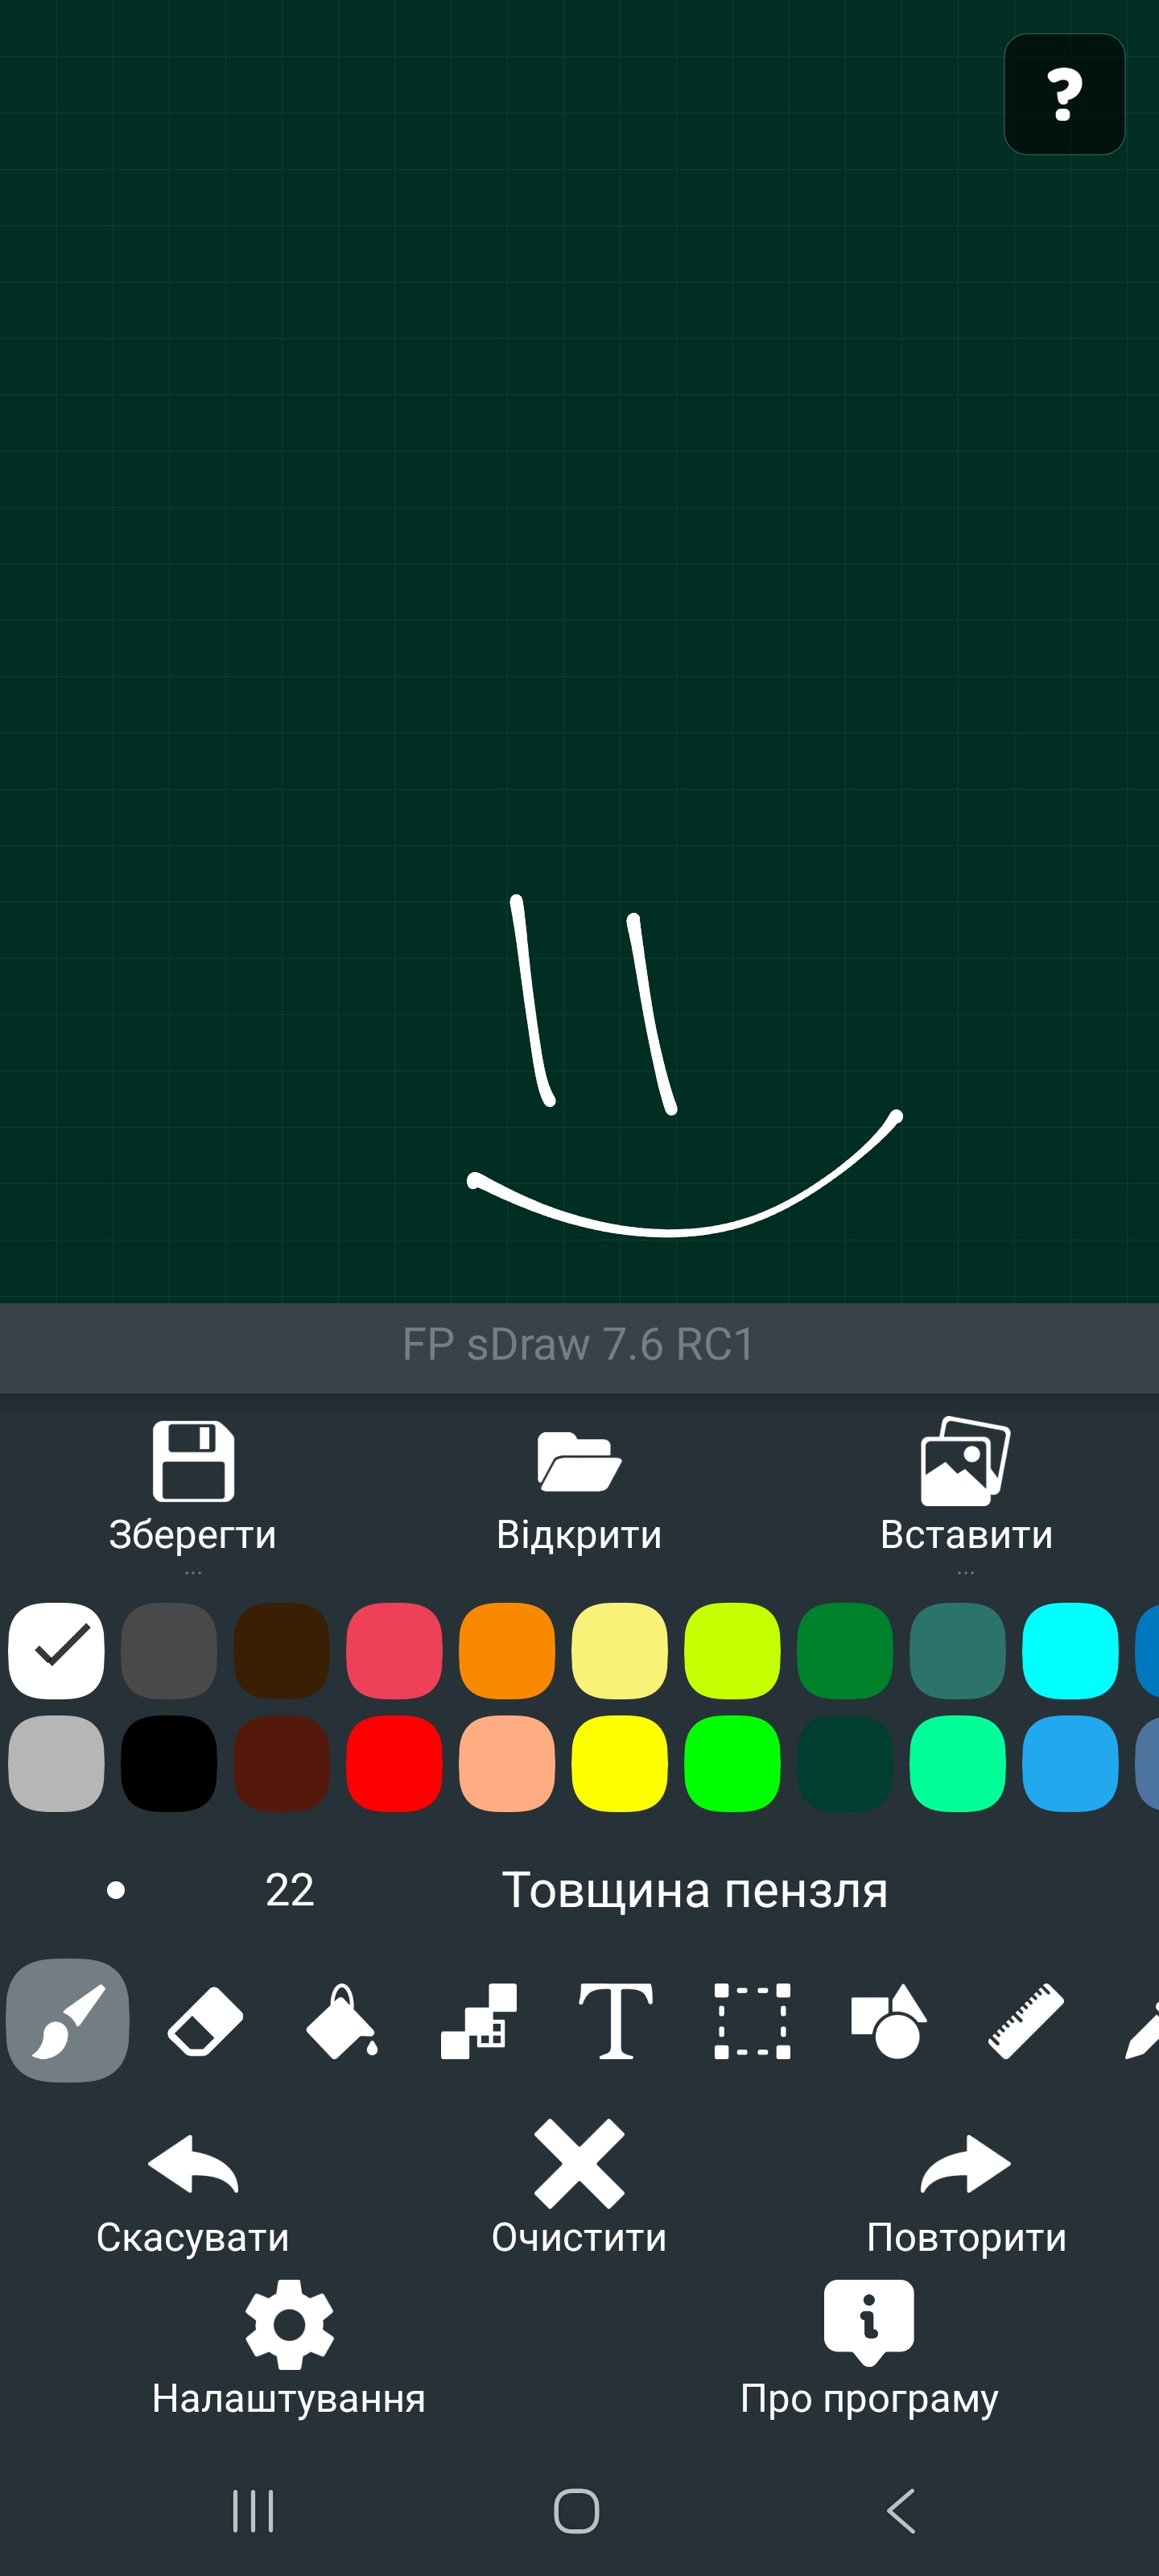 ?
FP sDraw 7.6 RC1
Зберегти Відкрити Вставити
... ...
22 Товщина пензля
T
Скасувати Очистити Повторити
i
Налаштування Про програму